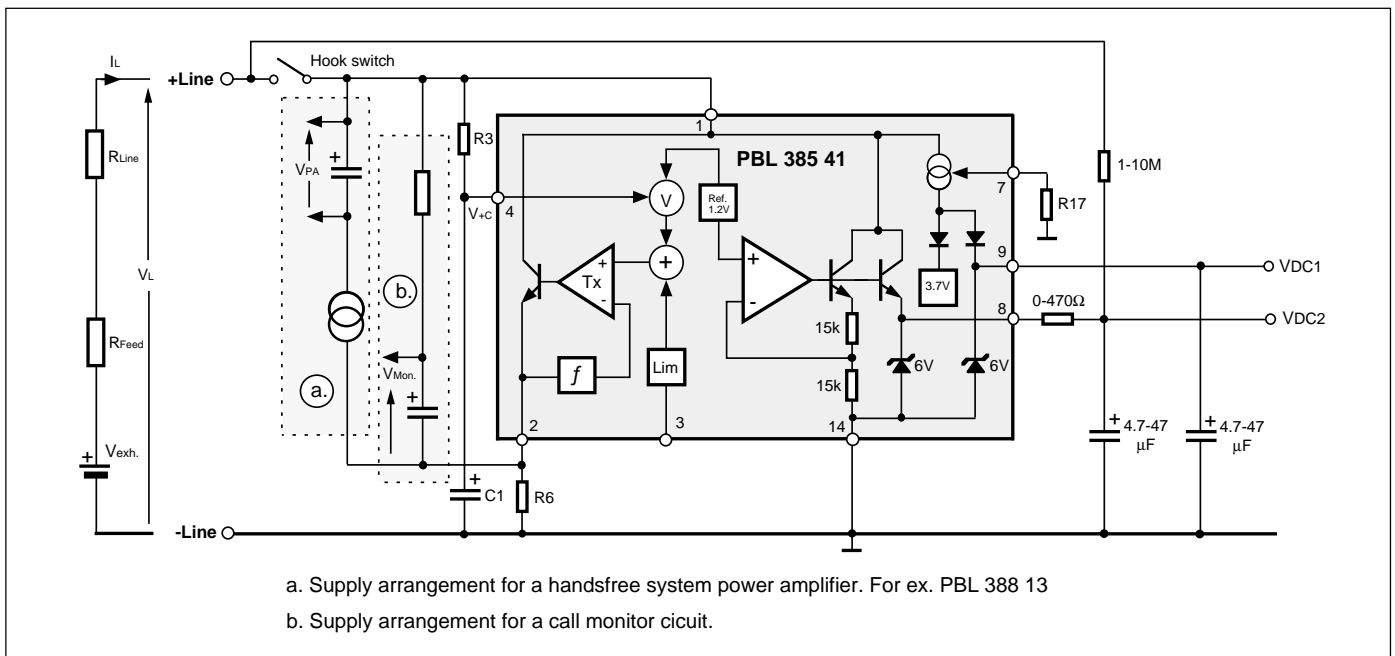 IL
+Line
Hook switch
RLine
VL
RFeed
Vexh.
+
-Line
VPA
+
a.
b.
VMon.
+
R3
V+C
+
C1
R6
PBL 385 41
1
4
V
+
Ref.
1.2V
Tx
+
-
f
Lim
2
3
+
-
15k
15k
14
6V
6V
3.7V
7
R17
9
8
1-10M
0-470Ω
VDC1
VDC2
+
4.7-47
µF
+
4.7-47
µF
a. Supply arrangement for a handsfree system power amplifier. For ex. PBL 388 13
b. Supply arrangement for a call monitor cicuit.